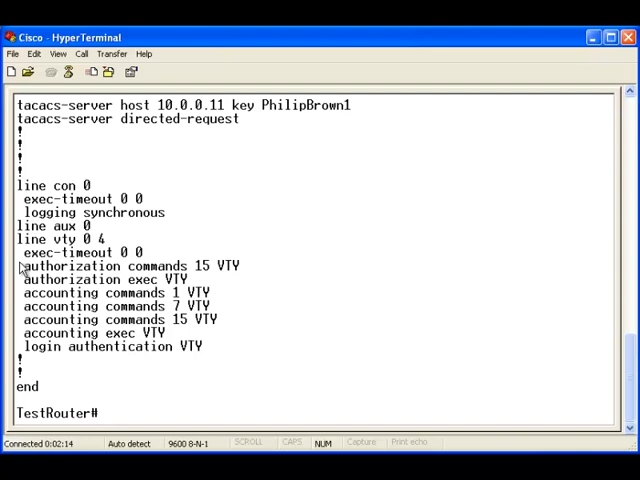 Cisco - HyperTerminal
File Edit View Call Transfer Help
tacacs-server host 10.0.0.11 key PhilipBrown1
tacacs-server directed-request
!
!
!
!
line con 0
exec-timeout 0 0
logging synchronous
line aux 0
line vty 0 4
exec-timeout 0 0
authorization commands 15 VTY
authorization exec VTY
accounting commands 1 VTY
accounting commands 7 VTY
accounting commands 15 VTY
accounting exec VTY
login authentication VTY
!
!
end
TestRouter#
Connected 0:02:14 Auto detect 9600 8-N-1 SCROLL CAPS NUM Capture Print echo